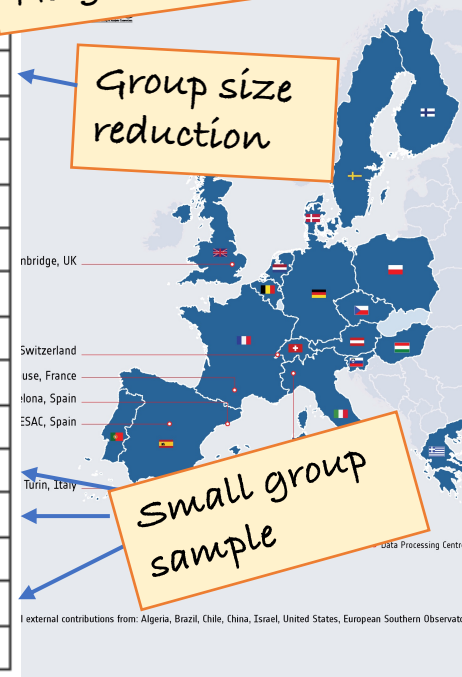 Group size
reduction
nbridge, UK
Switzerland
use, France
elona, Spain
ESAC, Spain
Turin, Italy
Small group
sample
Data Processing Centre
l external contributions from: Algeria, Brazil, Chile, China, Israel, United States, European Southern Observato